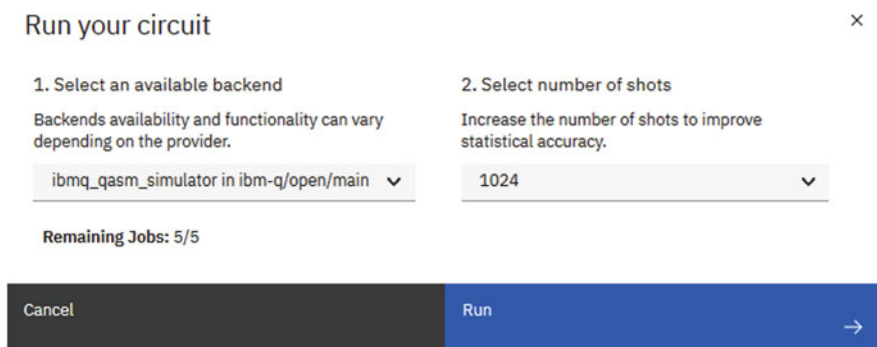 Run your circuit
1. Select an available backend
Backends availability and functionality can vary
depending on the provider.
ibmq_qasm_simulator in ibm-q/open/main
Remaining Jobs: 5/5
2. Select number of shots
Increase the number of shots to improve
statistical accuracy.
1024
Cancel
Run